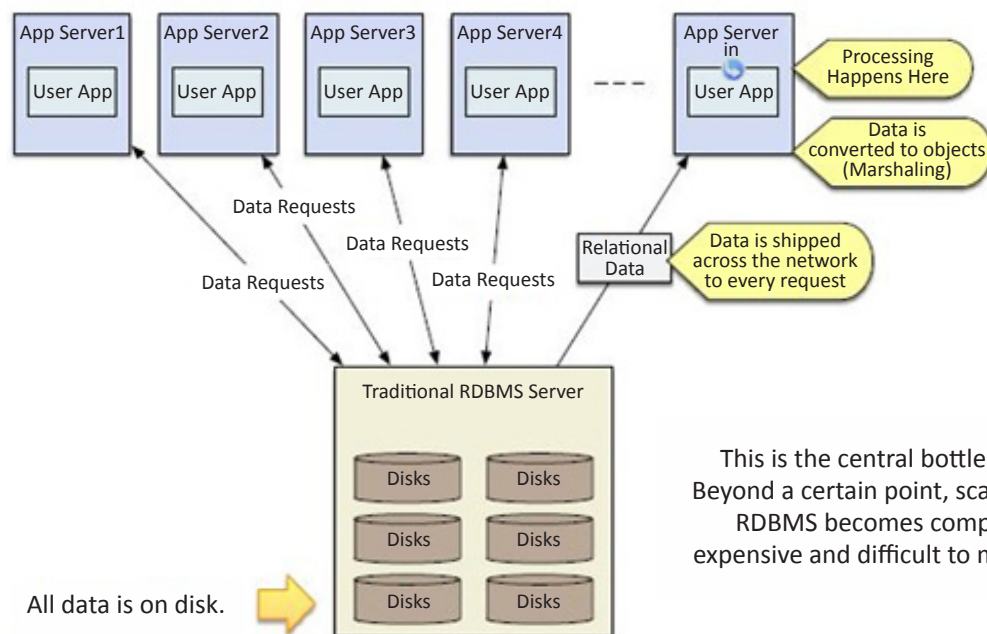 App Server1
App Server2
App Server3
App Server4
App Server
in
User App
User App
User App
User App
User App
Processing
Happens Here
Data is
converted to objects
(Marshaling)
Data Requests
Data Requests
Data Requests
Data Requests
Relational
Data
Data is shipped
across the network
to every request
Traditional RDBMS Server
Disks
Disks
Disks
Disks
Disks
Disks
This is the central
Beyond a certain point,
RDBMS becomes
expensive and difficult to
All data is on disk.